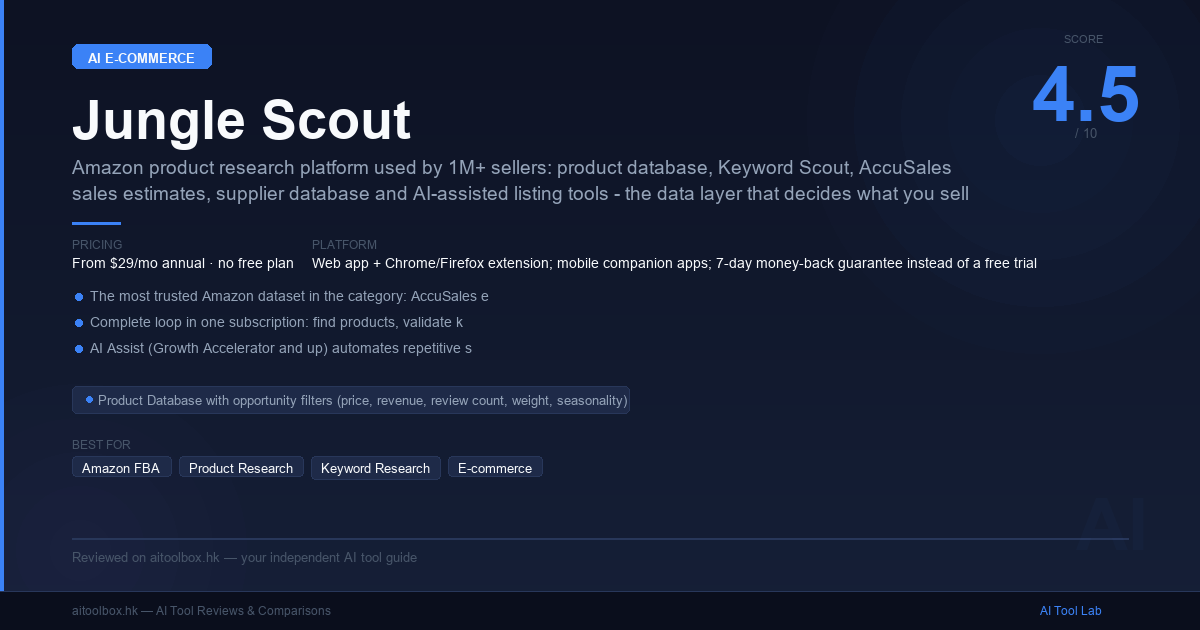 AI E-COMMERCE
SCORE
4.5
/ 10
Jungle Scout
Amazon product research platform used by 1M+ sellers: product database, Keyword Scout, AccuSales
sales estimates, supplier database and AI-assisted listing tools - the data layer that decides what you sell
PRICING
From $29/mo annual · no free plan
PLATFORM
Web app + Chrome/Firefox extension; mobile companion apps; 7-day money-back guarantee instead of a free trial
The most trusted Amazon dataset in the category: AccuSales e
Complete loop in one subscription: find products, validate k
AI Assist (Growth Accelerator and up) automates repetitive s
Product Database with opportunity filters (price, revenue, review count, weight, seasonality)
BEST FOR
Amazon FBA
Product Research
Keyword Research
E-commerce
AI
Reviewed on aitoolbox.hk — your independent AI tool guide
aitoolbox.hk — AI Tool Reviews & Comparisons
AI Tool Lab